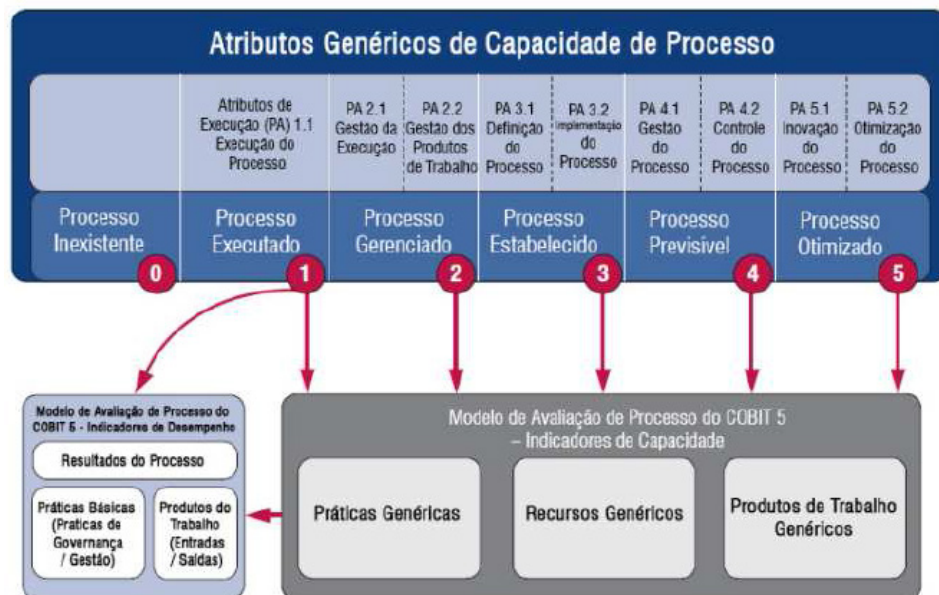 Atributos Genéricos de Capacidade de Processo
Atributos de
Execução (PA) 1.1
Execução do
Processo
PA 2.1
Gestão da
Execução
PA 2.2
Gestão dos
Produtos
de Trabalho
PA 3.1
Definição
do
Processo
PA 3.2
Implementação
do
Processo
PA 4.1
Gestão
do
Processo
PA 4.2
Controle
do
Processo
PA 5.1
Inovação
do
Processo
PA 5.2
Otimização
do
Processo
Processo
Inexistente
0
Processo
Executado
1
Processo
Gerenciado
2
Processo
Estabelecido
3
Processo
Previsível
4
Processo
Otimizado
5
Modelo de Avaliação de Processo do
COBIT 5 - Indicadores de Desempenho
Resultados do Processo
Práticas Básicas
(Praticas de
Governança
/ Gestão)
Produtos do
Trabalho
(Entradas
/ Saídas)
Modelo de Avaliação de Processo do COBIT 5
– Indicadores de Capacidade
Práticas Genéricas
Recursos Genéricos
Produtos de Trabalho
Genéricos